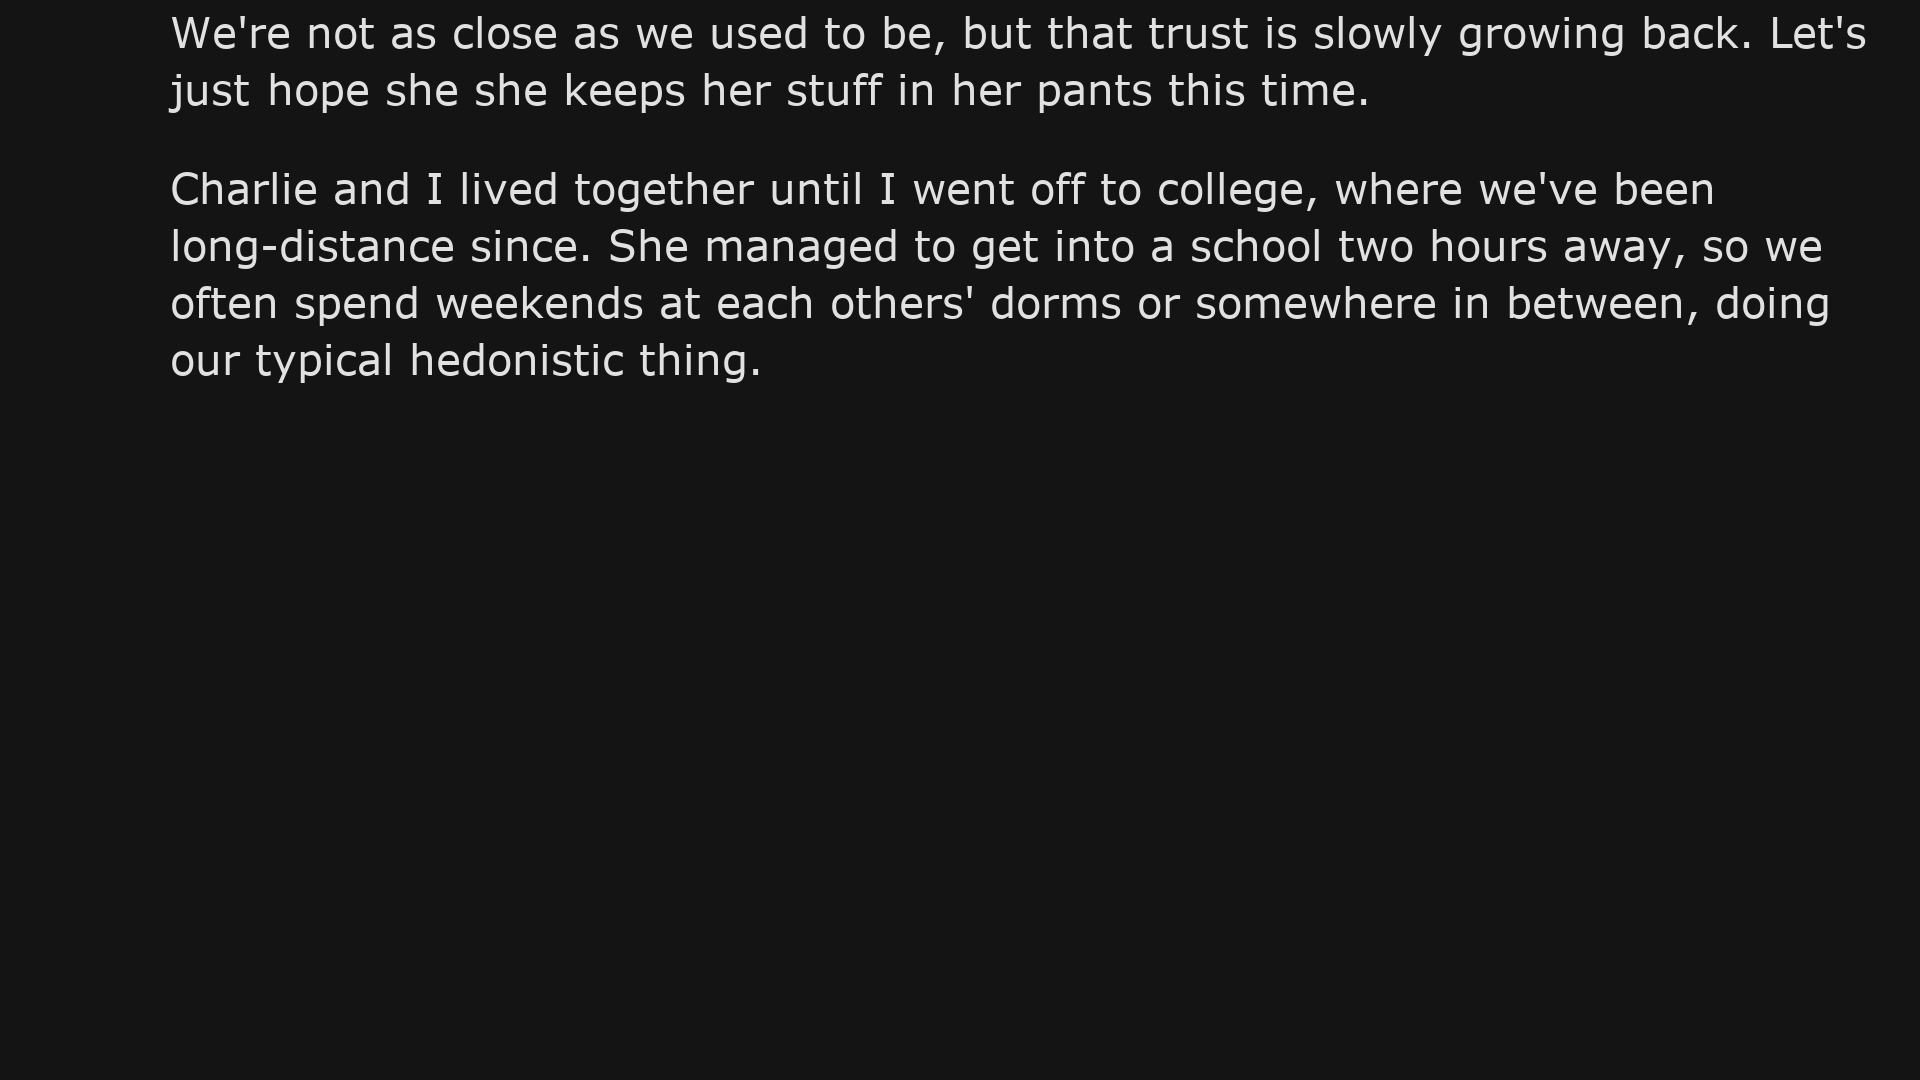 We're not as close as we used to be, but that trust is slowly growing back. Let's
just hope she she keeps her stuff in her pants this time.
Charlie and I lived together until I went off to college, where we've been
long-distance since. She managed to get into a school two hours away, so we
often spend weekends at each others' dorms or somewhere in between, doing
our typical hedonistic thing.